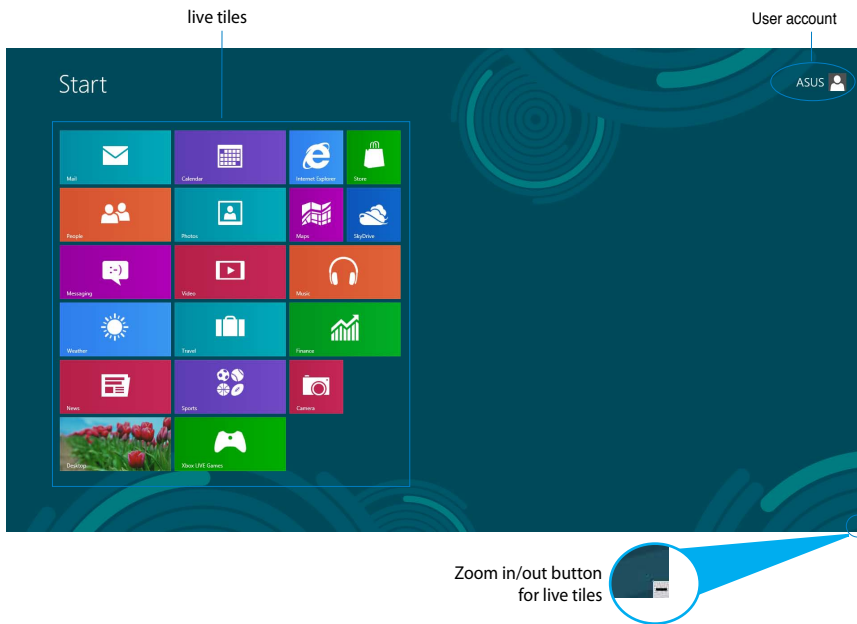 live tiles
User account
Start
ASUS
Mail
Calendar
Internet Explorer
Store
People
Photos
Maps
SkyDrive
Messaging
:-)
Video
Music
Weather
Travel
Finance
News
Sports
Camera
Desktop
Xbox LIVE Games
Zoom in/out button
for live tiles